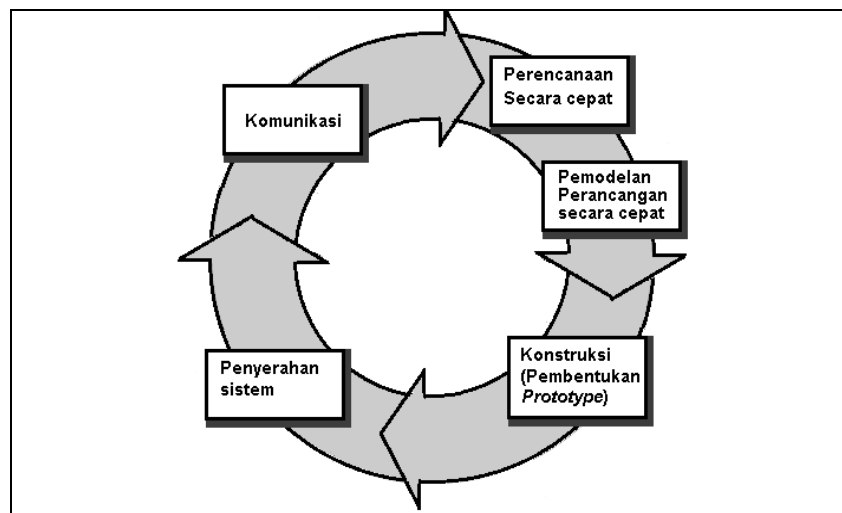 Komunikasi
Perencanaan
Secara cepat
Pemodelan
Perancangan
secara cepat
Konstruksi
(Pembentukan
Prototype)
Penyerahan
sistem